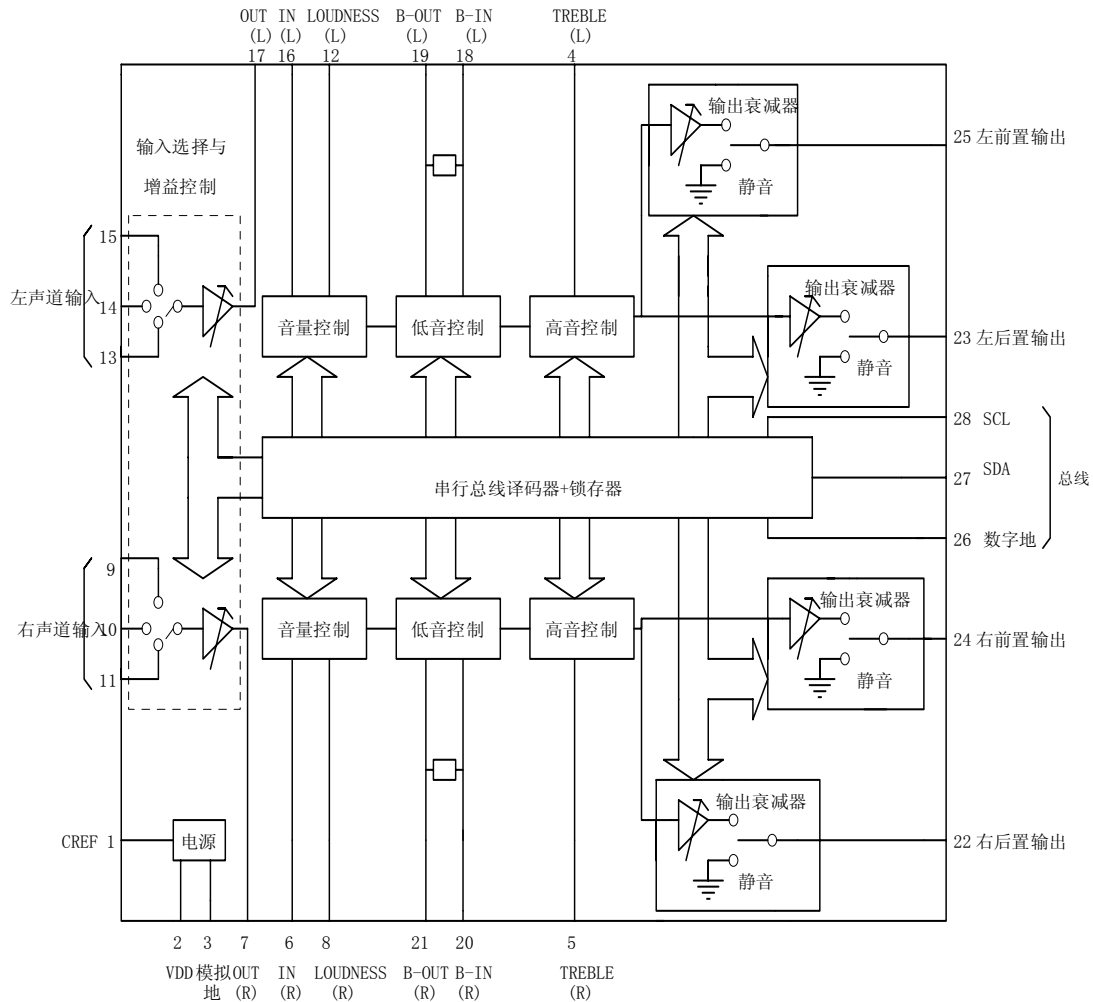 OUT IN LOUDNESS B-OUT B-IN TREBLE
(L) (L) (L) (L) (L) (L)
17 16 12 19 18 4
输出衰减器
静音
25 左前置输出
输入选择与
增益控制
15
左声道输入 14
13
音量控制
低音控制
高音控制
输出衰减器
静音
23 左后置输出
28 SCL
27 SDA
总线
26 数字地
串行总线译码器+锁存器
9
右声道输入 10
11
音量控制
低音控制
高音控制
输出衰减器
静音
24 右前置输出
输出衰减器
静音
22 右后置输出
CREF 1
电源
2 3 7 6 8 21 20 5
VDD 模拟 OUT IN LOUDNESS B-OUT B-IN TREBLE
地 (R) (R) (R) (R) (R) (R)